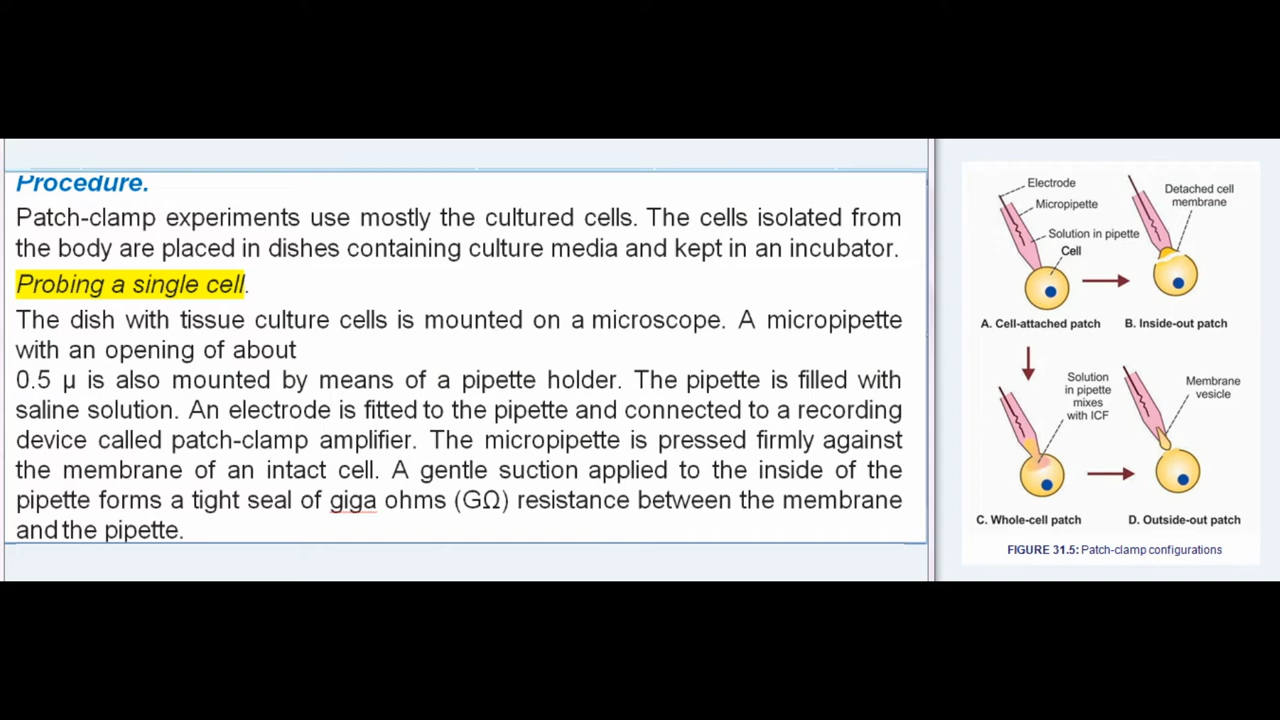 Procedure.
Patch-clamp experiments use mostly the cultured cells. The cells isolated from
the body are placed in dishes containing culture media and kept in an incubator.
Probing a single cell.
The dish with tissue culture cells is mounted on a microscope. A micropipette
with an opening of about
0.5 μ is also mounted by means of a pipette holder. The pipette is filled with
saline solution. An electrode is fitted to the pipette and connected to a recording
device called patch-clamp amplifier. The micropipette is pressed firmly against
the membrane of an intact cell. A gentle suction applied to the inside of the
pipette forms a tight seal of giga ohms (GΩ) resistance between the membrane
and the pipette.
Electrode
Micropipette
Solution in pipette
Cell
A. Cell-attached patch
Detached cell
membrane
B. Inside-out patch
Solution
in pipette
mixes
with ICF
C. Whole-cell patch
Membrane
vesicle
D. Outside-out patch
FIGURE 31.5: Patch-clamp configurations